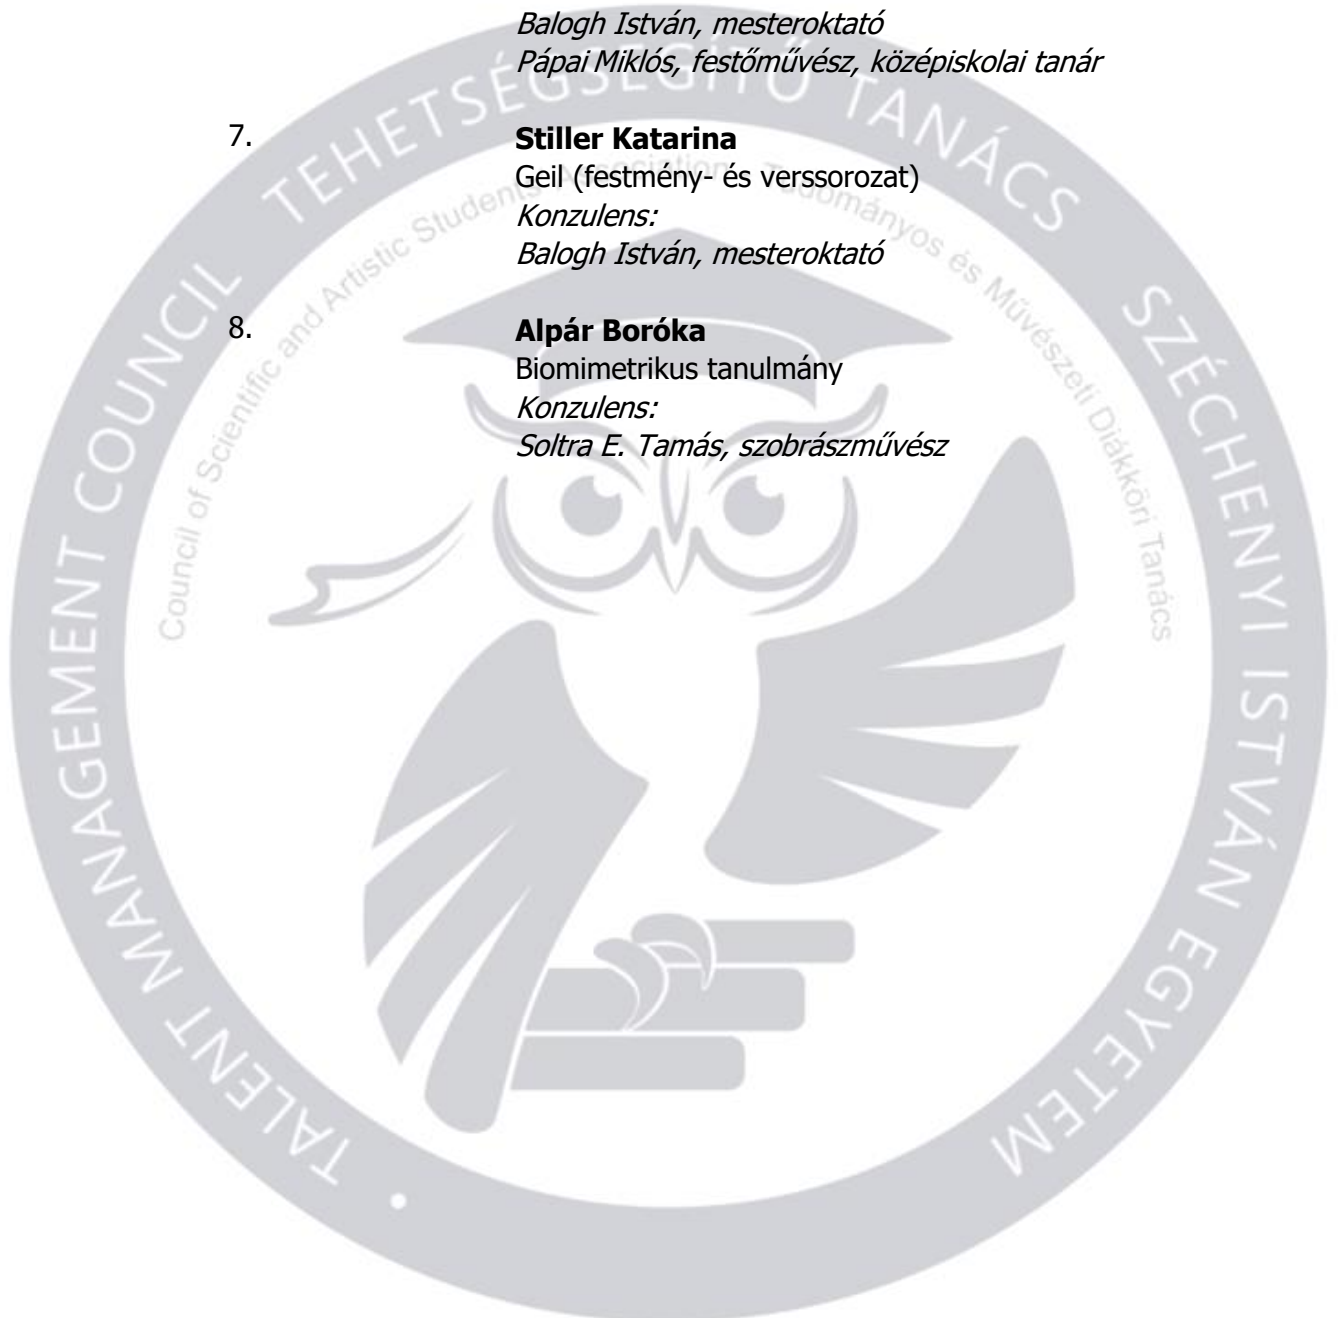 Balogh István, mesteroktató
Pápai Miklós, festőművész, középiskolai tanár
7.
Stiller Katarina
Geil (festmény- és verssorozat)
Konzulens:
Balogh István, mesteroktató
8.
Alpár Boróka
Biomimetrikus tanulmány
Konzulens:
Soltra E. Tamás, szobrászművész
TEHETSÉGSEGÍTŐ TANÁCS SZÉCHENYI ISTVÁN EGYETEM
• TALENT MANAGEMENT COUNCIL
Council of Scientific and Artistic Students' Association
Tudományos és Művészeti Diákköri Tanács